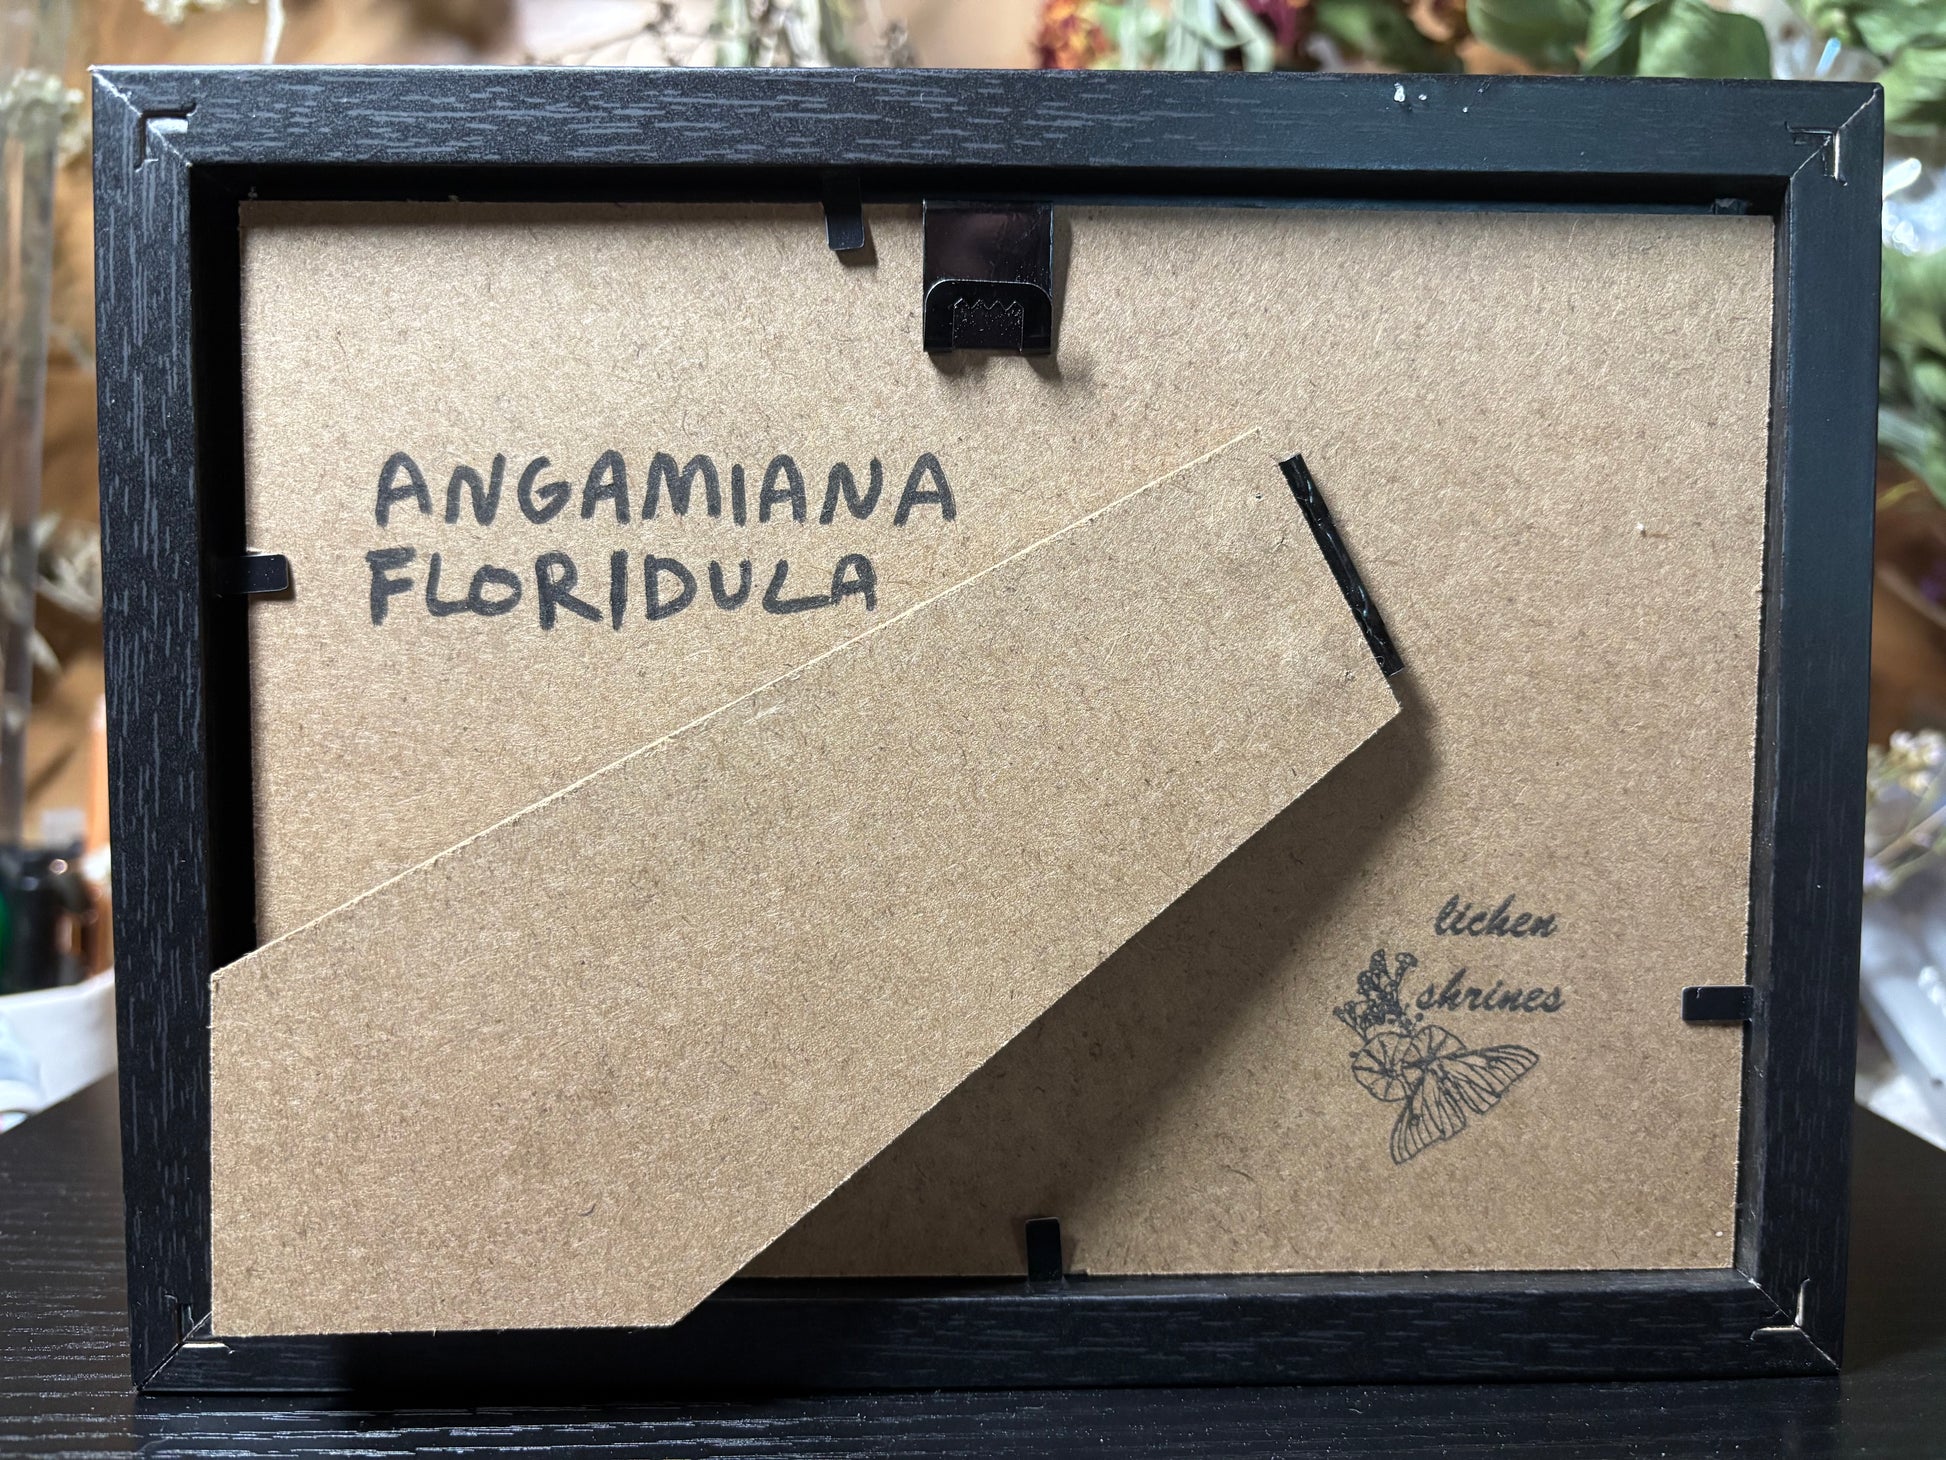 ANGAMIANA
FLORIDULA
lichen
shrines